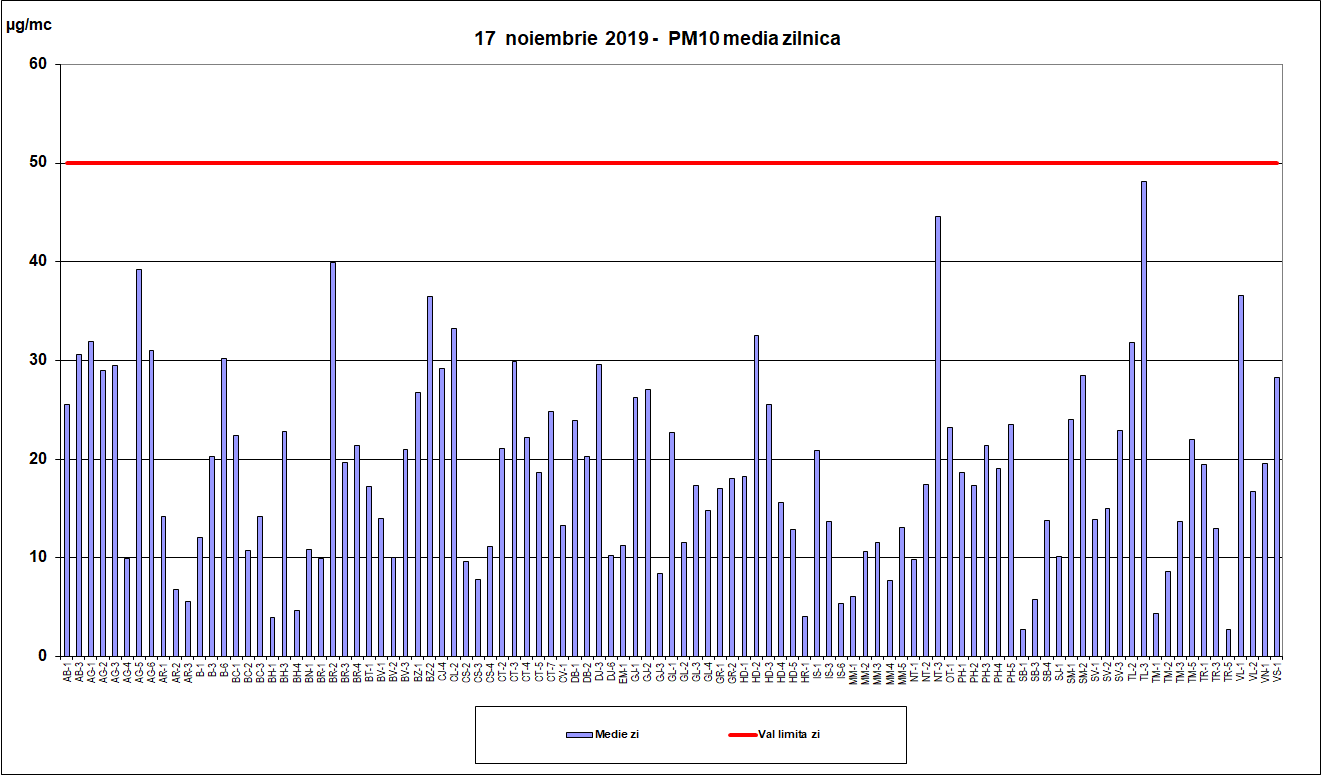 µg/mc
17 noiembrie 2019 - PM10 media zilnica
60
50
40
30
20
10
0
AB-1 AB-3 AG-1 AG-2 AG-3 AG-4 AG-5 AG-6 AR-1 AR-2 AR-3 B-1 B-3 B-6 BC-1 BC-2 BC-3 BH-1 BH-3 BH-4 BN-1 BR-1 BR-2 BR-3 BR-4 BT-1 BV-1 BV-2 BV-3 BZ-1 BZ-2 CJ-4 CL-2 CS-2 CS-3 CS-4 CT-2 CT-3 CT-4 CT-5 CT-7 CV-1 DB-1 DB-2 DJ-3 DJ-6 EM-1 GJ-1 GJ-2 GJ-3 GL-1 GL-2 GL-3 GL-4 GR-1 GR-2 HD-1 HD-2 HD-3 HD-4 HD-5 HR-1 IS-1 IS-3 IS-6 MM-1 MM-2 MM-3 MM-4 MM-5 NT-1 NT-2 NT-3 OT-1 PH-1 PH-2 PH-3 PH-4 PH-5 SB-1 SB-3 SB-4 SJ-1 SM-1 SM-2 SV-1 SV-2 SV-3 TL-2 TL-3 TM-1 TM-2 TM-3 TM-5 TR-1 TR-3 TR-5 VL-1 VL-2 VN-1 VS-1
Medie zi Val limita zi